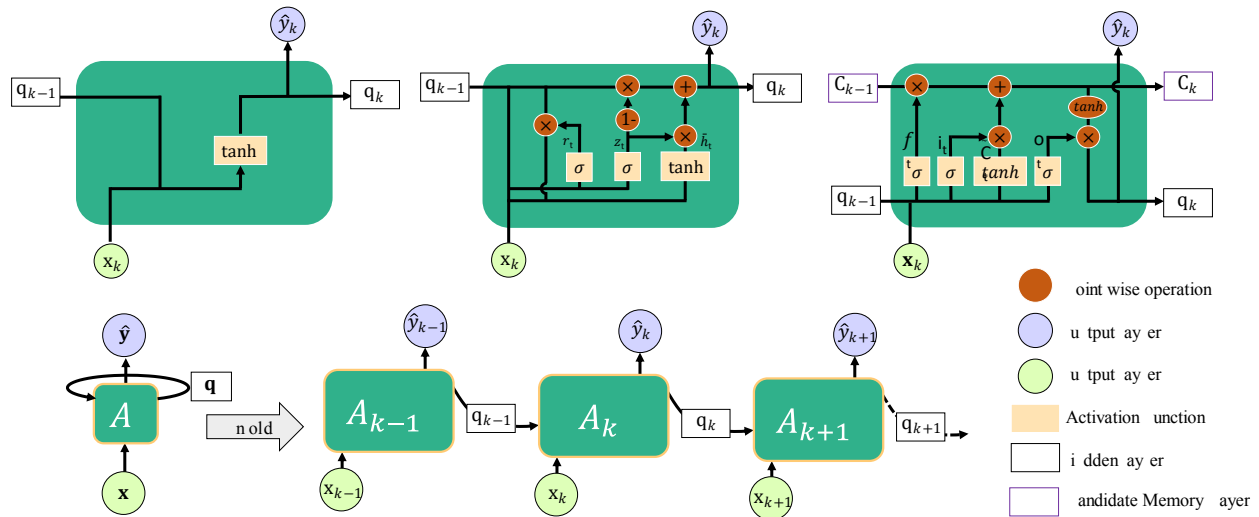 ŷₖ
qₖ₋₁
qₖ
tanh
xₖ
ŷₖ
qₖ₋₁
qₖ
×
+
1-
×
×
rₜ
zₜ
h̃ₜ
σ
σ
tanh
xₖ
ŷₖ
Cₖ₋₁
Cₖ
×
+
tanh
f
iₜ
×
o
×
C
t
t
t
σ
σ
tanh
σ
qₖ₋₁
qₖ
𝐱ₖ
oint wise operation
u tput ay er
u tput ay er
Activation unction
i dden ay er
andidate Memory ayer
ŷ
q
A
x
n old
ŷₖ₋₁
Aₖ₋₁
qₖ₋₁
xₖ₋₁
ŷₖ
Aₖ
qₖ
xₖ
ŷₖ₊₁
Aₖ₊₁
qₖ₊₁
xₖ₊₁